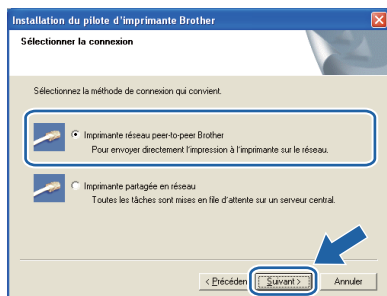 Installation du pilote d'imprimante Brother
Sélectionner la connexion
Sélectionnez la méthode de connexion qui convient.
Imprimante réseau peer-to-peer Brother
Pour envoyer directement l'impression à l'imprimante sur le réseau.
Imprimante partagée en réseau
Toutes les tâches sont mises en file d'attente sur un serveur central.
< Précéden Suivant > Annuler